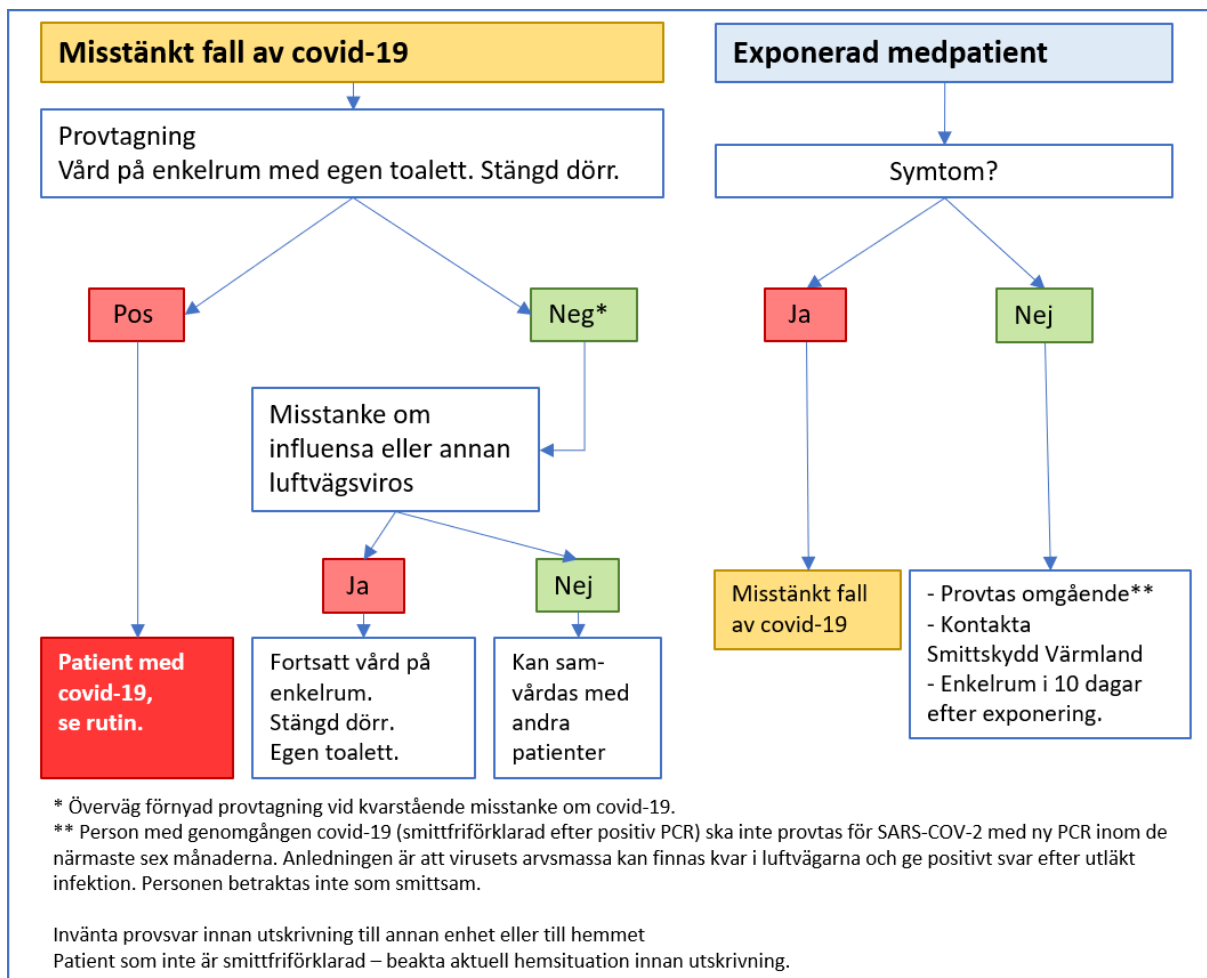 Misstänkt fall av covid-19
Provtagning
Vård på enkelrum med egen toalett. Stängd dörr.
Pos
Neg*
Misstanke om
influensa eller annan
luftvägsviros
Ja
Nej
Patient med
covid-19,
se rutin.
Fortsatt vård på
enkelrum.
Stängd dörr.
Egen toalett.
Kan sam-
vårdas med
andra
patienter
Exponerad medpatient
Symtom?
Ja
Nej
Misstänkt fall
av covid-19
- Provtas omgående**
- Kontakta
Smittskydd Värmland
- Enkelrum i 10 dagar
efter exponering.
* Överväg förnyad provtagning vid kvarstående misstanke om covid-19.
** Person med genomgången covid-19 (smittfriförklarad efter positiv PCR) ska inte provtas för SARS-COV-2 med ny PCR inom de
närmaste sex månaderna. Anledningen är att virusets arvsmassa kan finnas kvar i luftvägarna och ge positivt svar efter utläkt
infektion. Personen betraktas inte som smittsam.
Invänta provsvar innan utskrivning till annan enhet eller till hemmet
Patient som inte är smittfriförklarad – beakta aktuell hemsituation innan utskrivning.